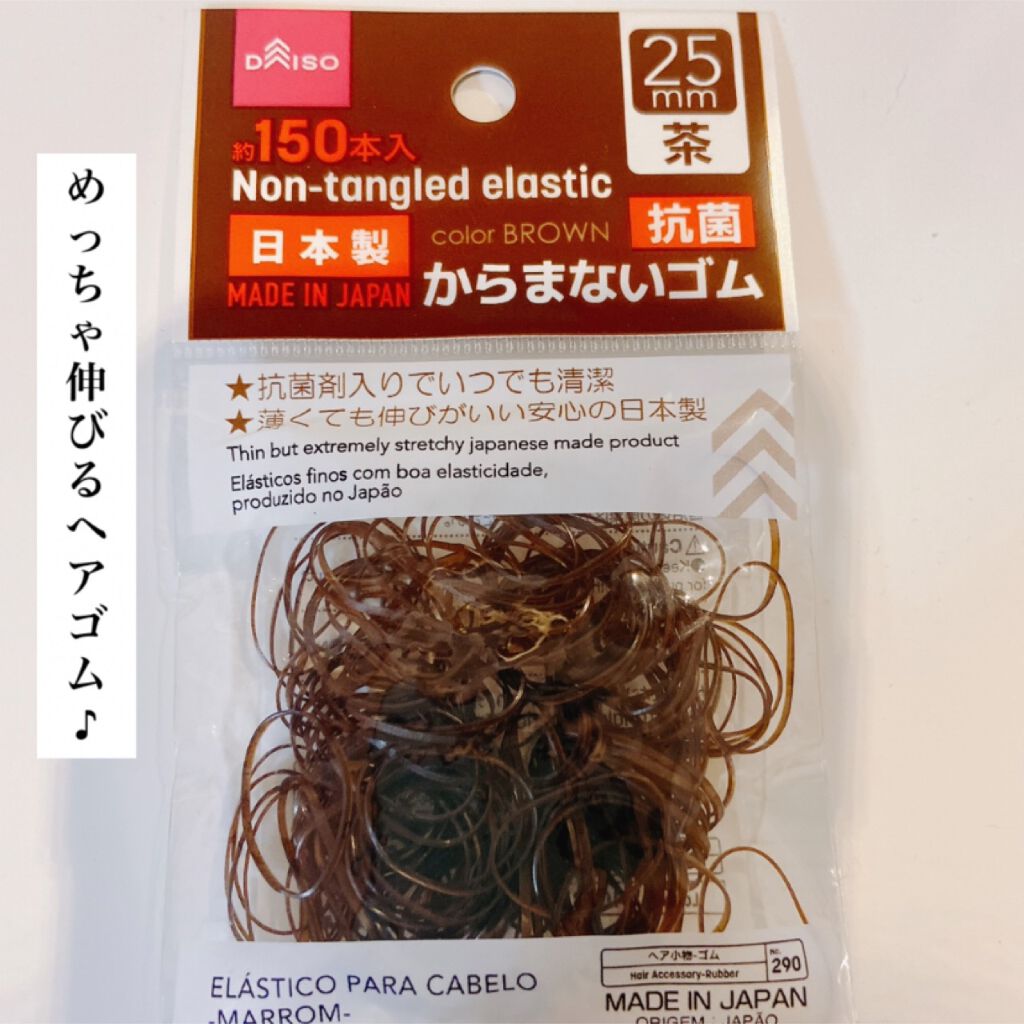 めっちゃ伸びるヘアゴム♪
DAISO
25
mm
茶
約150本入
Non-tangled elastic
日本製
color BROWN
抗菌
MADE IN JAPAN
からまないゴム
★抗菌剤入りでいつでも清潔
★薄くても伸びがいい安心の日本製
Thin but extremely stretchy japanese made product
Elásticos finos com boa elasticidade,
produzido no Japão
ヘア小物-ゴム
Hair Accessory-Rubber
No.
290
ELÁSTICO PARA CABELO
-MARROM-
MADE IN JAPAN
ORIGEM : JAPÃO